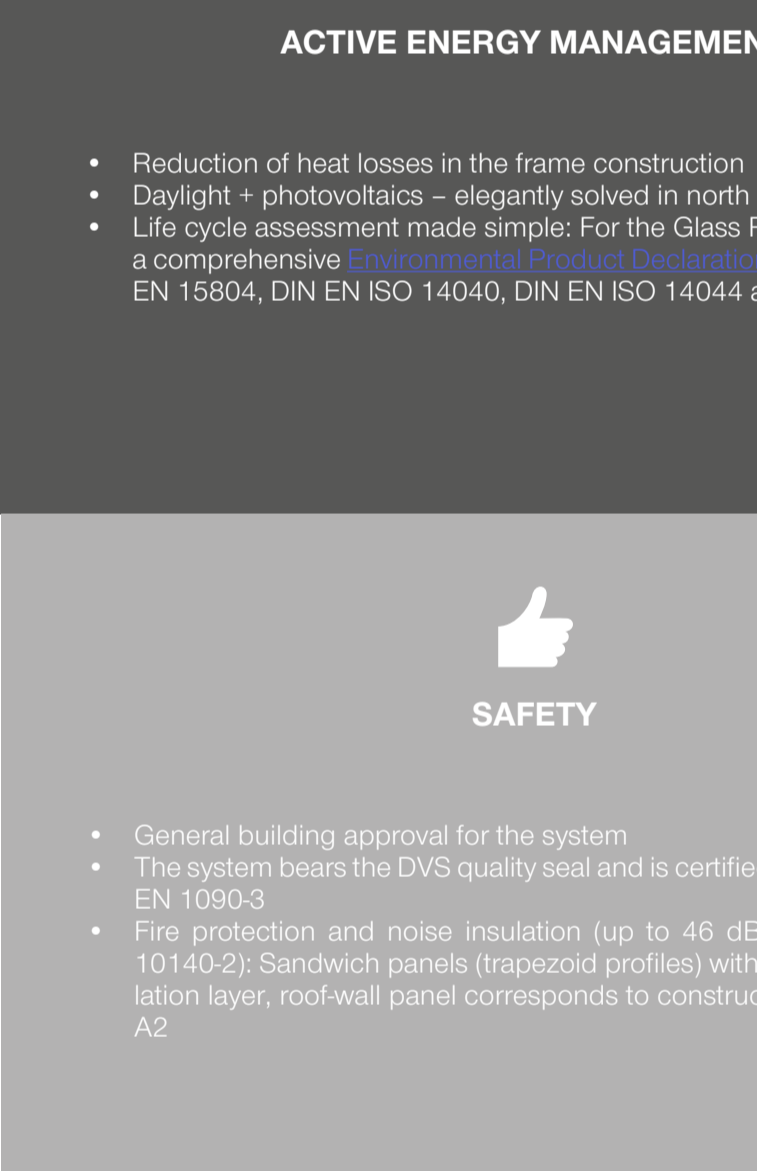 ACTIVE ENERGY MANAGEMEN
• Reduction of heat losses in the frame construction
• Daylight + photovoltaics – elegantly solved in north
• Life cycle assessment made simple: For the Glass
a comprehensive Environmental Product Declaratio
EN 15804, DIN EN ISO 14040, DIN EN ISO 14044 a
SAFETY
• General building approval for the system
• The system bears the DVS quality seal and is certifie
EN 1090-3
• Fire protection and noise insulation (up to 46 dB
10140-2): Sandwich panels (trapezoid profiles) with
lation layer, roof-wall panel corresponds to construc
A2